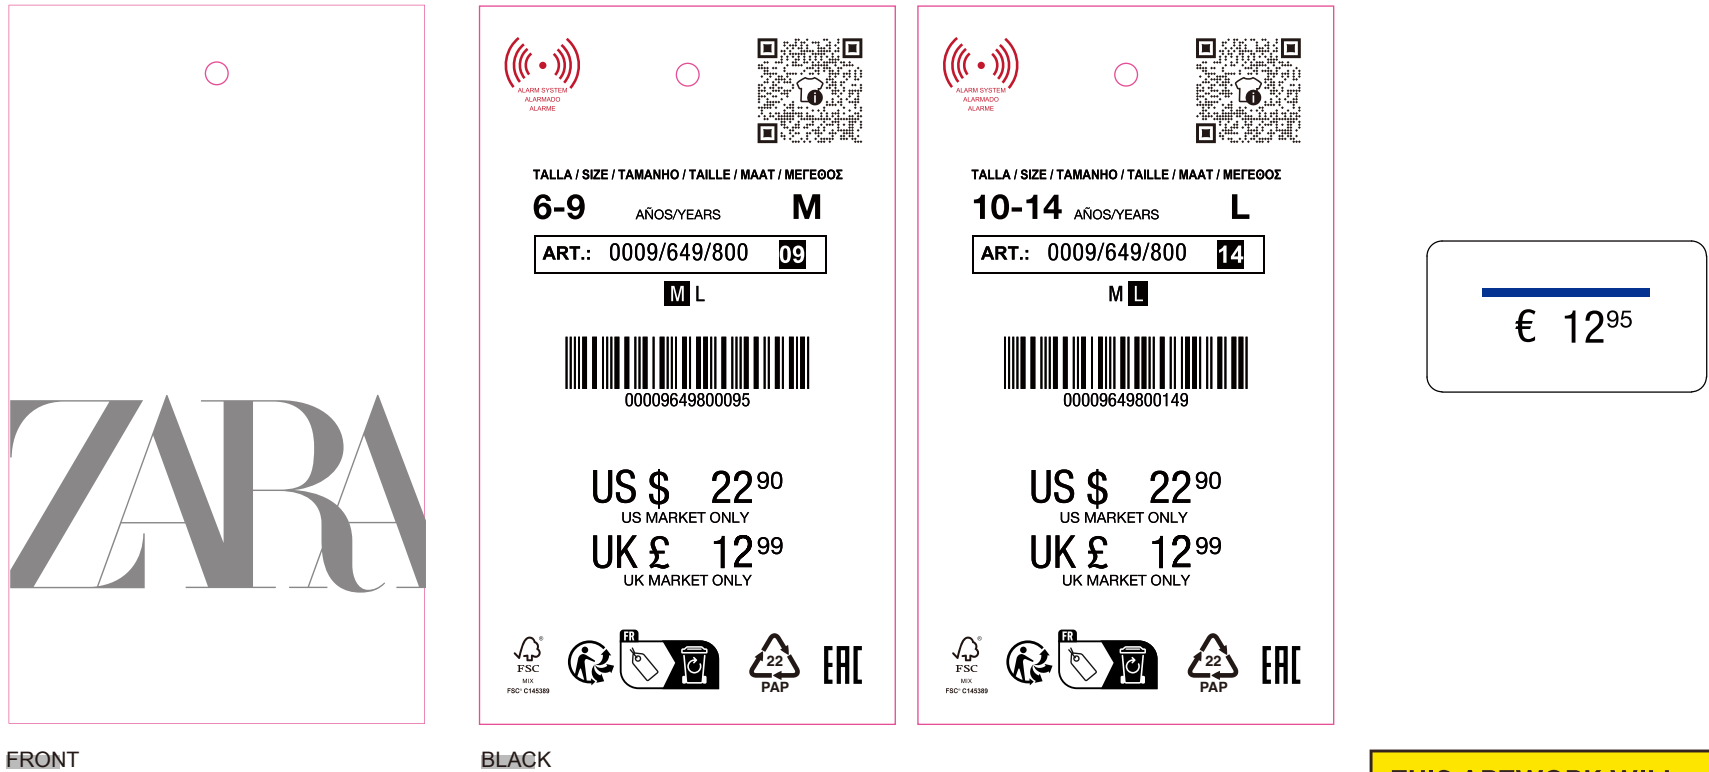 ZARA
FRONT
ALARM SYSTEM
ALARMADO
ALARME
TALLA / SIZE / TAMANHO / TAILLE / MAAT / ΜΕΓΕΘΟΣ
6-9 AÑOS/YEARS M
ART.: 0009/649/800 09
M L
00009649800095
US $ 22 90
US MARKET ONLY
UK £ 12 99
UK MARKET ONLY
FSC®
MIX
FSC® C145389
FR
22
PAP
EAC
BLACK
ALARM SYSTEM
ALARMADO
ALARME
TALLA / SIZE / TAMANHO / TAILLE / MAAT / ΜΕΓΕΘΟΣ
10-14 AÑOS/YEARS L
ART.: 0009/649/800 14
M L
00009649800149
US $ 22 90
US MARKET ONLY
UK £ 12 99
UK MARKET ONLY
FSC®
MIX
FSC® C145389
FR
22
PAP
EAC
€ 12 95
THIS ARTWORK WILL